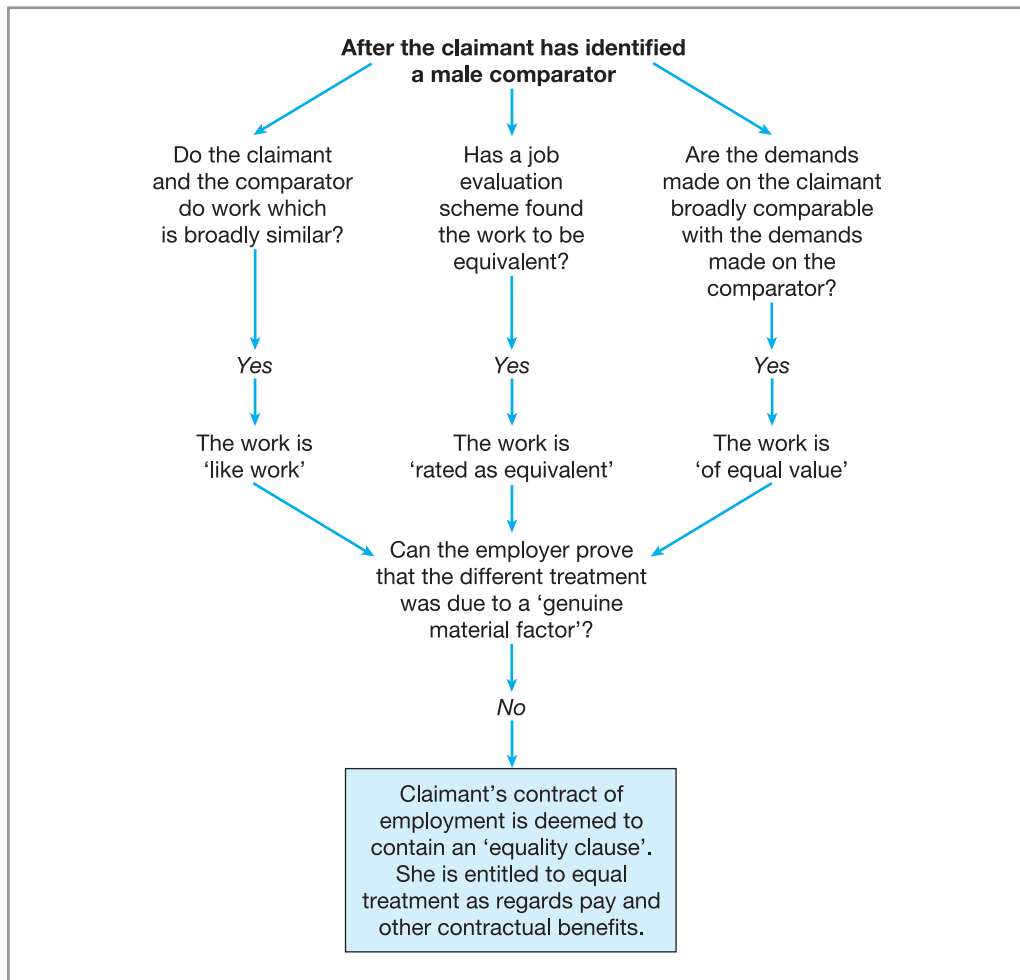 After the claimant has identified
a male comparator
Do the claimant
and the comparator
do work which
is broadly similar?
Has a job
evaluation
scheme found
the work to be
equivalent?
Are the demands
made on the claimant
broadly comparable
with the demands
made on the
comparator?
Yes
Yes
Yes
The work is
‘like work’
The work is
‘rated as equivalent’
The work is
‘of equal value’
Can the employer prove
that the different treatment
was due to a ‘genuine
material factor’?
No
Claimant’s contract of
employment is deemed to
contain an ‘equality clause’.
She is entitled to equal
treatment as regards pay and
other contractual benefits.